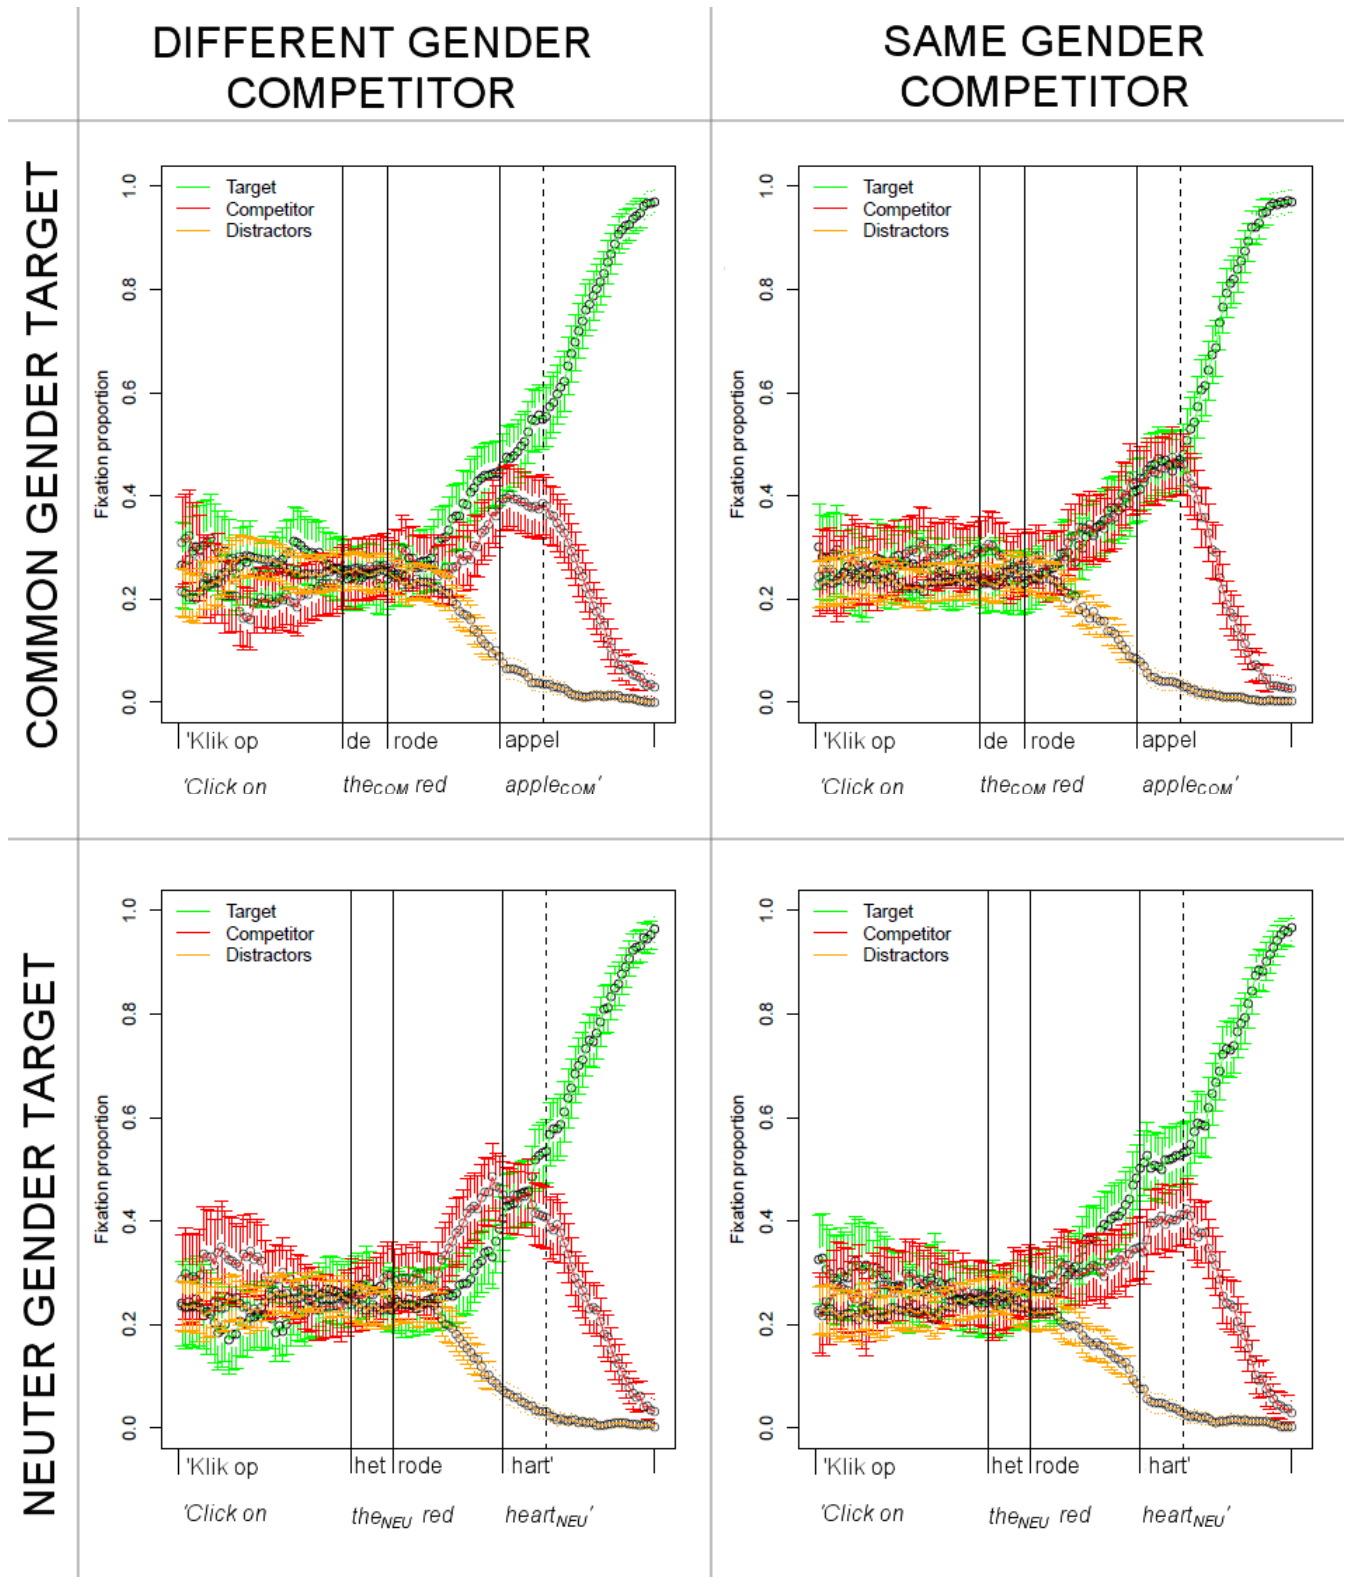 DIFFERENT GENDER
COMPETITOR
SAME GENDER
COMPETITOR
COMMON GENDER TARGET
Fixation proportion
1.0
0.8
0.6
0.4
0.2
0.0
Target
Competitor
Distractors
'Klik op de rode appel
'Click on theCOM red appleCOM'
Fixation proportion
1.0
0.8
0.6
0.4
0.2
0.0
Target
Competitor
Distractors
'Klik op de rode appel
'Click on theCOM red appleCOM'
NEUTER GENDER TARGET
Fixation proportion
1.0
0.8
0.6
0.4
0.2
0.0
Target
Competitor
Distractors
'Klik op het rode hart'
'Click on theNEU red heartNEU'
Fixation proportion
1.0
0.8
0.6
0.4
0.2
0.0
Target
Competitor
Distractors
'Klik op het rode hart'
'Click on theNEU red heartNEU'